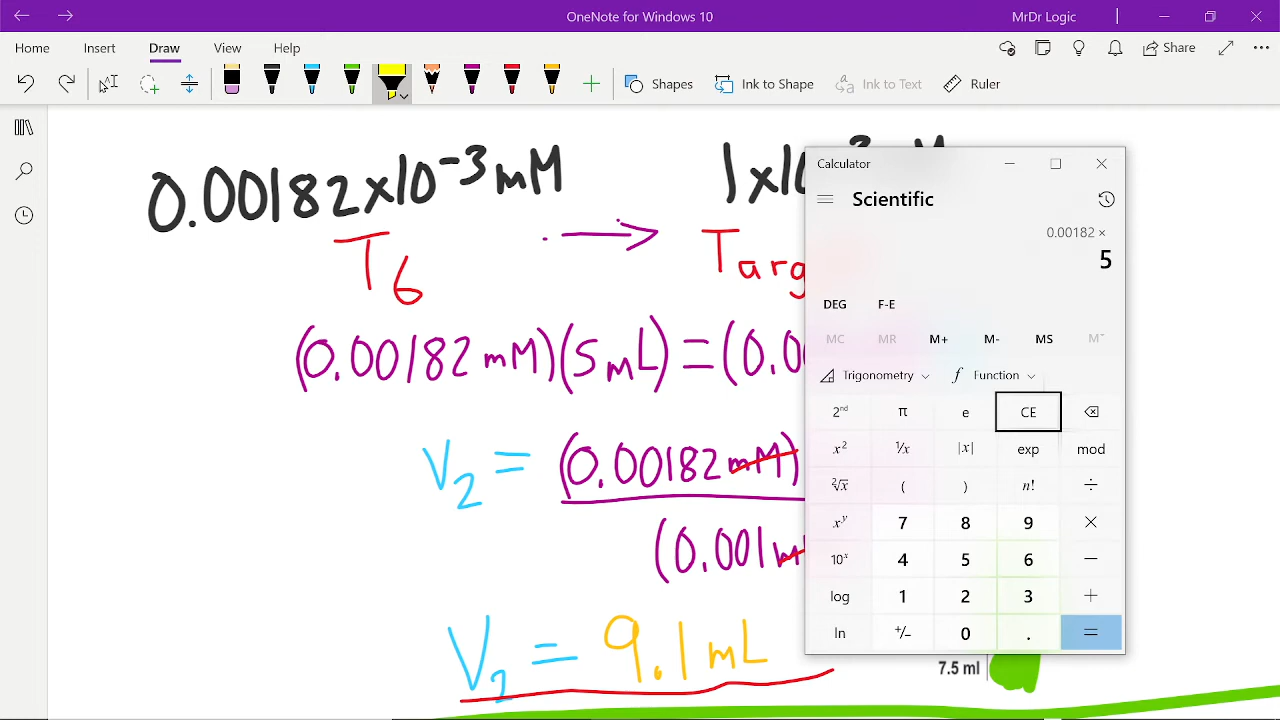 OneNote for Windows 10
MrDr Logic
Home Insert Draw View Help Share
Shapes Ink to Shape Ink to Text Ruler
0.00182x10⁻³mM
T6
(0.00182 mM)(5mL)=(0.00
V2 = (0.00182 mM)
(0.001
V2 = 9.1 mL
7.5 ml
Calculator
Scientific
0.00182 ×
5
DEG F-E
MC MR M+ M- MS M˅
Trigonometry Function
2ⁿᵈ π e CE
x² ¹/x |x| exp mod
²√x ( ) n! ÷
xʸ 7 8 9 ×
10ˣ 4 5 6 −
log 1 2 3 +
ln +/- 0 . =